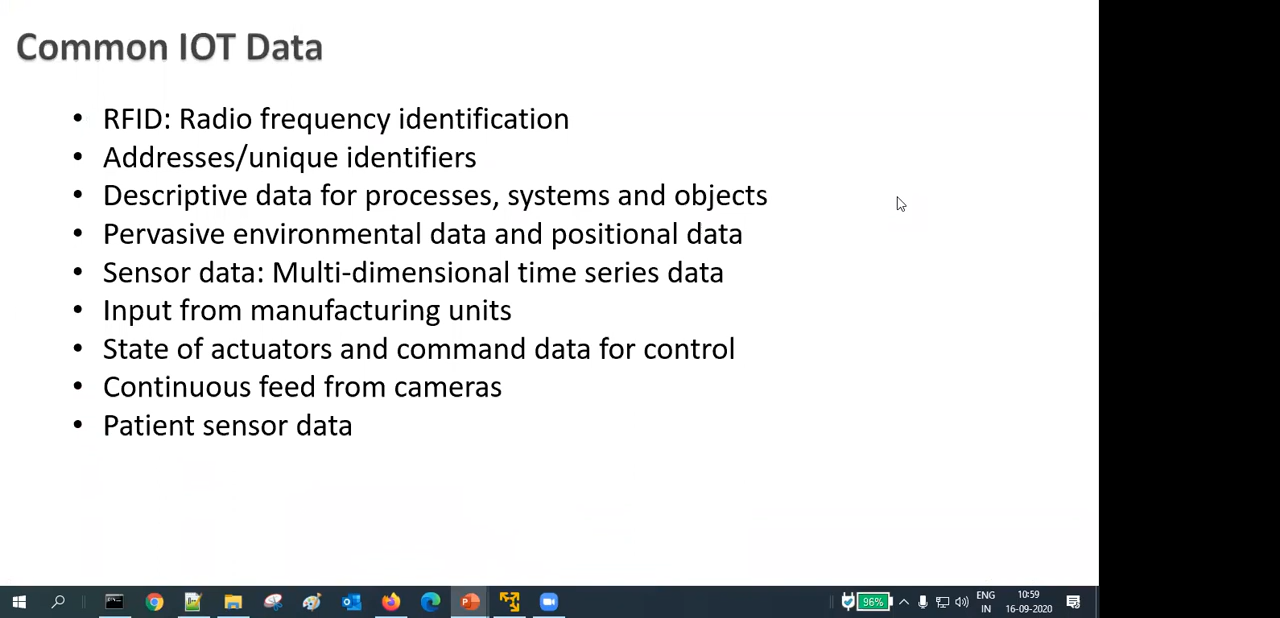 Common IOT Data
• RFID: Radio frequency identification
• Addresses/unique identifiers
• Descriptive data for processes, systems and objects
• Pervasive environmental data and positional data
• Sensor data: Multi-dimensional time series data
• Input from manufacturing units
• State of actuators and command data for control
• Continuous feed from cameras
• Patient sensor data
96%
ENG
IN
10:59
16-09-2020